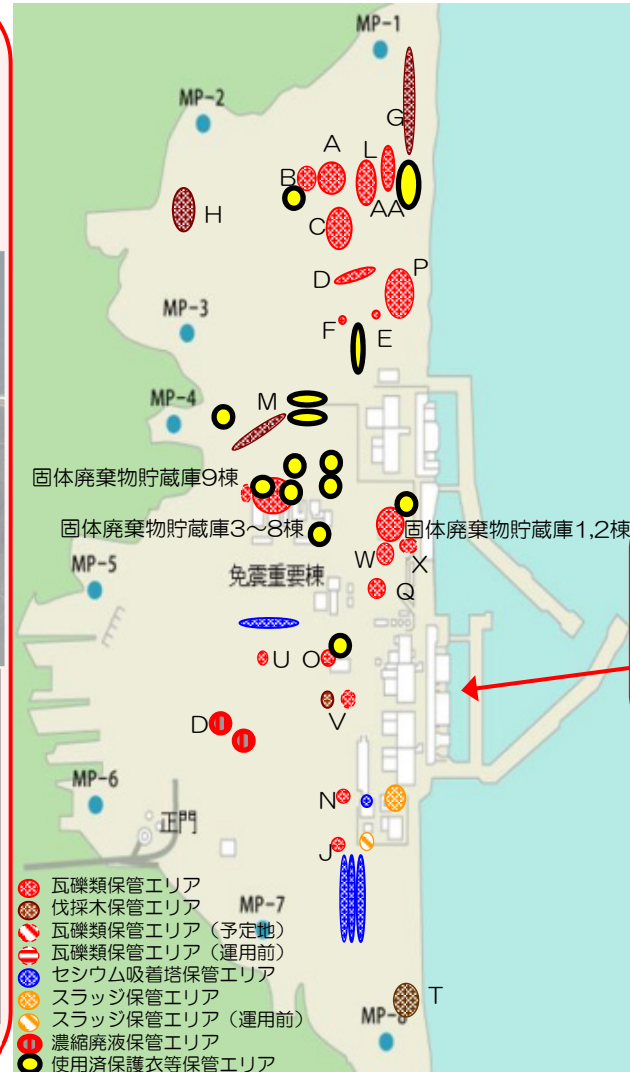 MP-1
MP-2
G
A
L
B
AA
H
C
D
P
MP-3
F
E
MP-4
M
固体廃棄物貯蔵庫9棟
固体廃棄物貯蔵庫3～8棟
固体廃棄物貯蔵庫1,2棟
W
X
MP-5
免震重要棟
Q
U
O
V
D
MP-6
N
正門
J
瓦礫類保管エリア
伐採木保管エリア
MP-7
瓦礫類保管エリア（予定地）
瓦礫類保管エリア（運用前）
セシウム吸着塔保管エリア
スラッジ保管エリア
T
スラッジ保管エリア（運用前）
MP-8
濃縮廃液保管エリア
使用済保護衣等保管エリア